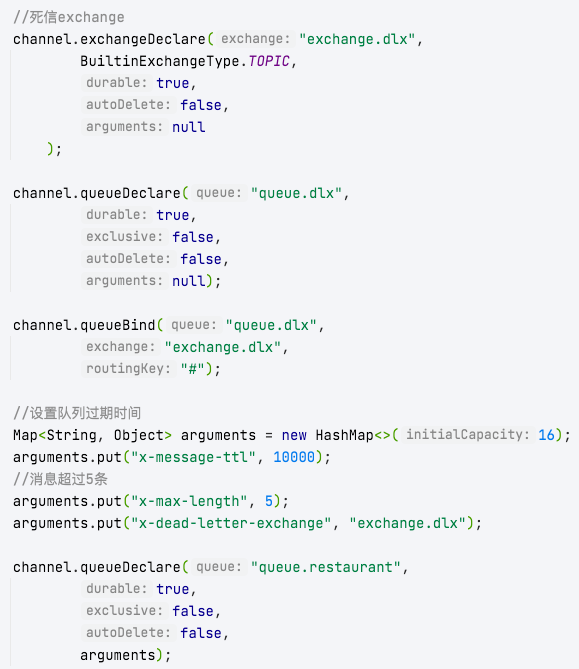 //死信exchange
channel.exchangeDeclare( exchange: "exchange.dlx",
BuiltinExchangeType.TOPIC,
durable: true,
autoDelete: false,
arguments: null
);
channel.queueDeclare( queue: "queue.dlx",
durable: true,
exclusive: false,
autoDelete: false,
arguments: null);
channel.queueBind( queue: "queue.dlx",
exchange: "exchange.dlx",
routingKey: "#");
//设置队列过期时间
Map<String, Object> arguments = new HashMap<>( initialCapacity: 16);
arguments.put("x-message-ttl", 10000);
//消息超过5条
arguments.put("x-max-length", 5);
arguments.put("x-dead-letter-exchange", "exchange.dlx");
channel.queueDeclare( queue: "queue.restaurant",
durable: true,
exclusive: false,
autoDelete: false,
arguments);